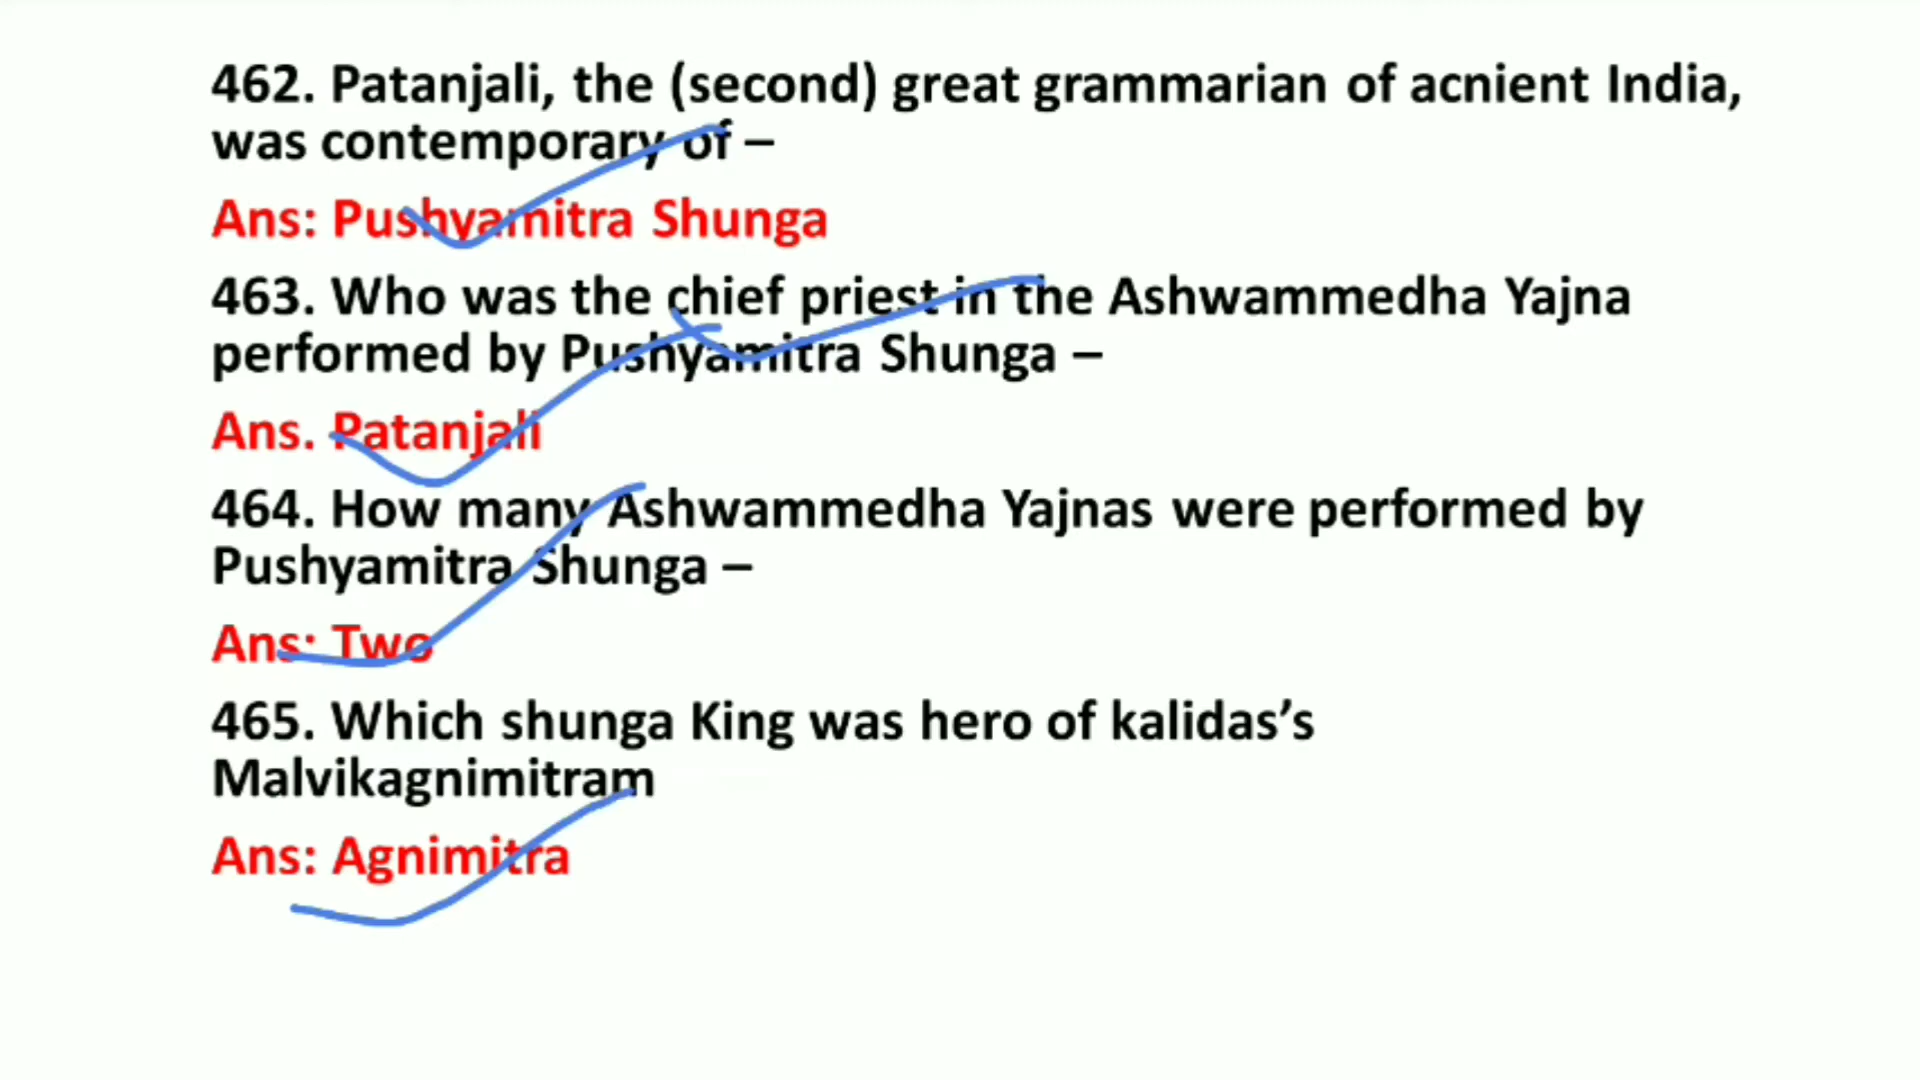 462. Patanjali, the (second) great grammarian of acnient India,
was contemporary of –
Ans: Pushyamitra Shunga
463. Who was the chief priest in the Ashwammedha Yajna
performed by Pushyamitra Shunga –
Ans. Patanjali
464. How many Ashwammedha Yajnas were performed by
Pushyamitra Shunga –
Ans: Two
465. Which shunga King was hero of kalidas’s
Malvikagnimitram
Ans: Agnimitra